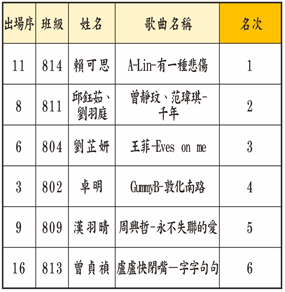 出場序 班級 姓名 歌曲名稱 名次
11 814 賴可思 A-Lin-有一種悲傷 1
8 811 邱鈺茹、劉羽庭 曾靜玟、范瑋琪-千年 2
6 804 劉芷妍 王菲-Eves on me 3
3 802 卓明 GummyB-敦化南路 4
9 809 漢羽晴 周興哲-永不失聯的愛 5
16 813 曾貞禎 盧盧快閉嘴-字字句句 6